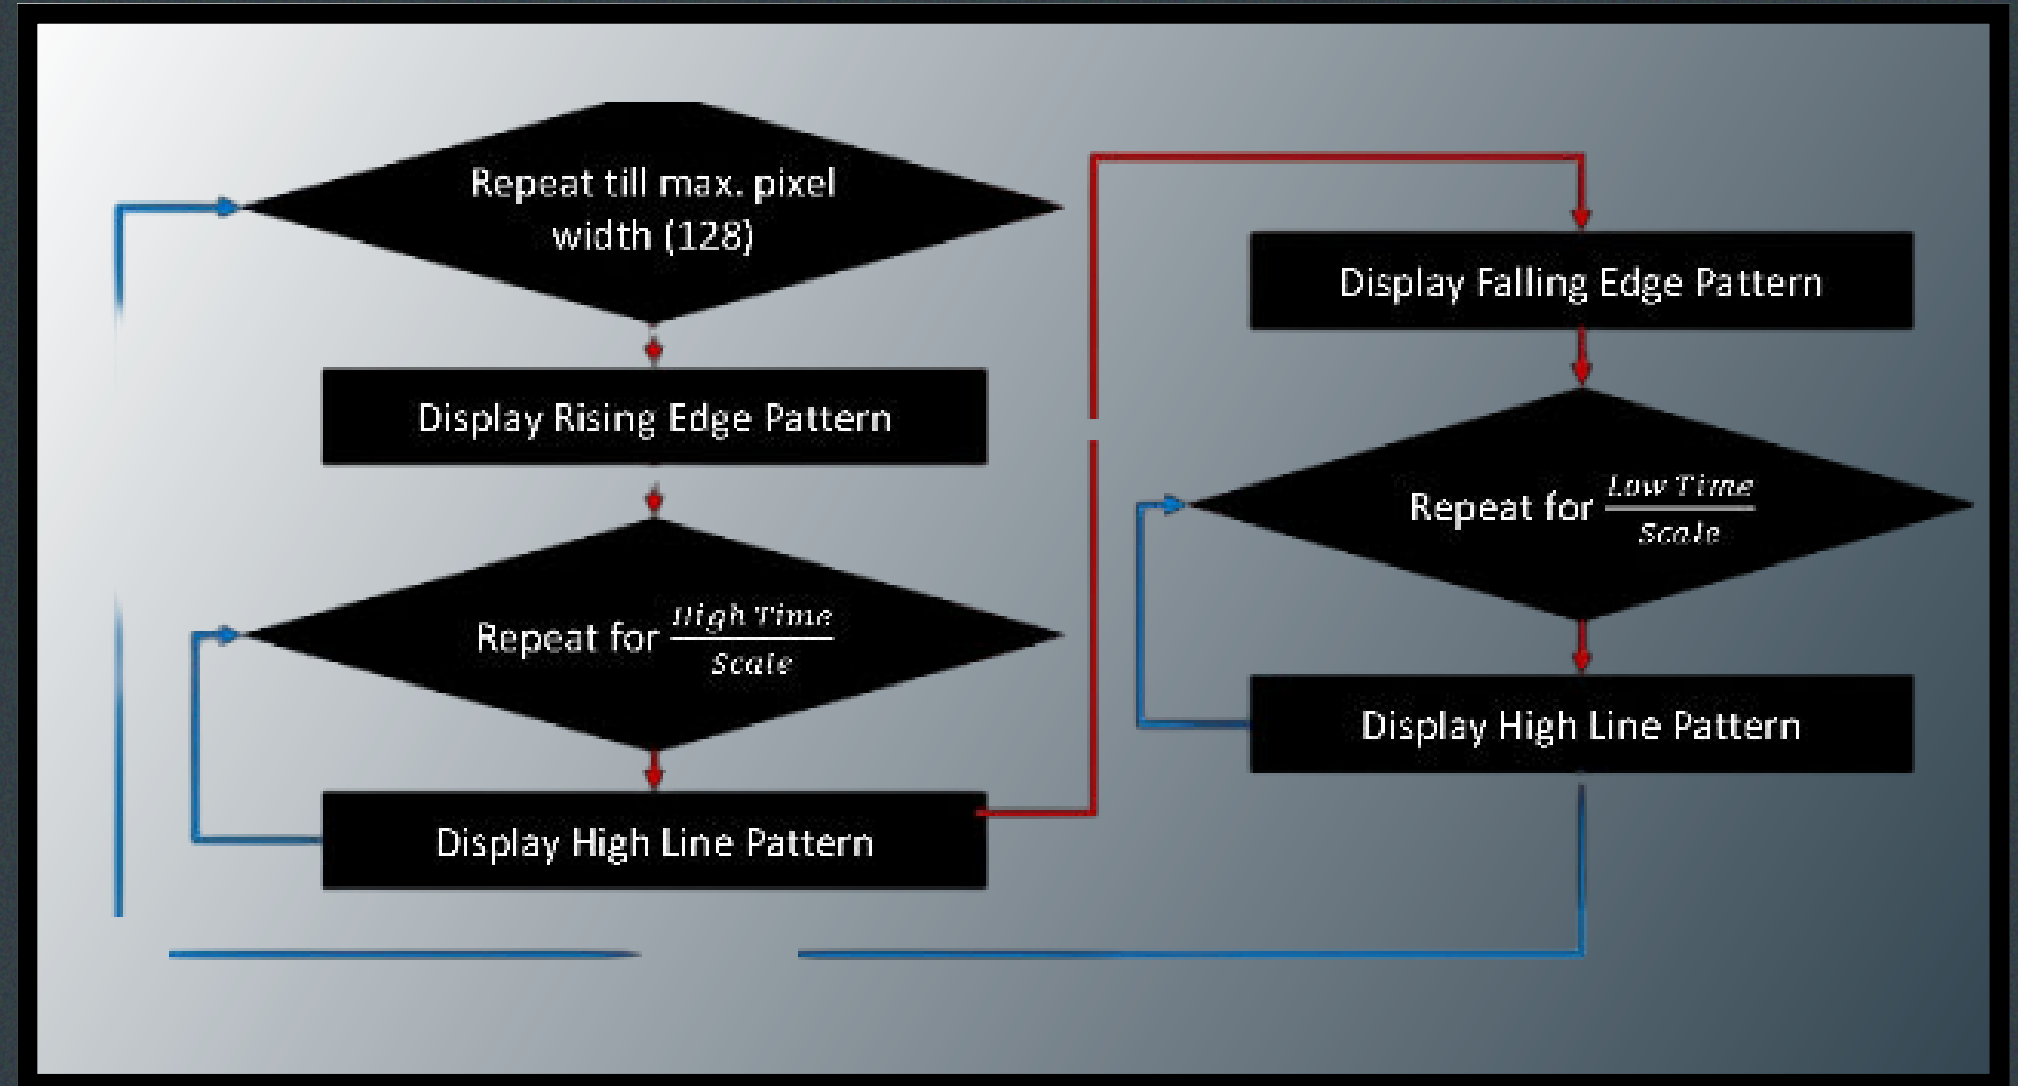 Repeat till max. pixel
width (128)
Display Rising Edge Pattern
Repeat for High Time
Scale
Display High Line Pattern
Display Falling Edge Pattern
Repeat for Low Time
Scale
Display High Line Pattern